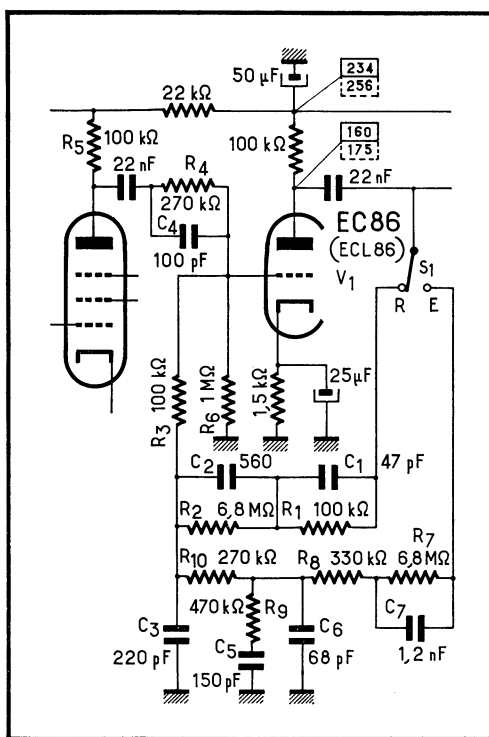 50 µF
234
256
22 kΩ
R5
100 kΩ
100 kΩ
160
175
22 nF
R4
270 kΩ
22 nF
C4
100 pF
EC86
(ECL86)
V1
S1
R E
R3
100 kΩ
R6
1 MΩ
1,5 kΩ
25µF
C2
560
C1
47 pF
R2
6,8 MΩ
R1
100 kΩ
R10
270 kΩ
R8
330 kΩ
R7
6,8 MΩ
470 kΩ
R9
C7
1,2 nF
C3
220 pF
C5
150 pF
C6
68 pF